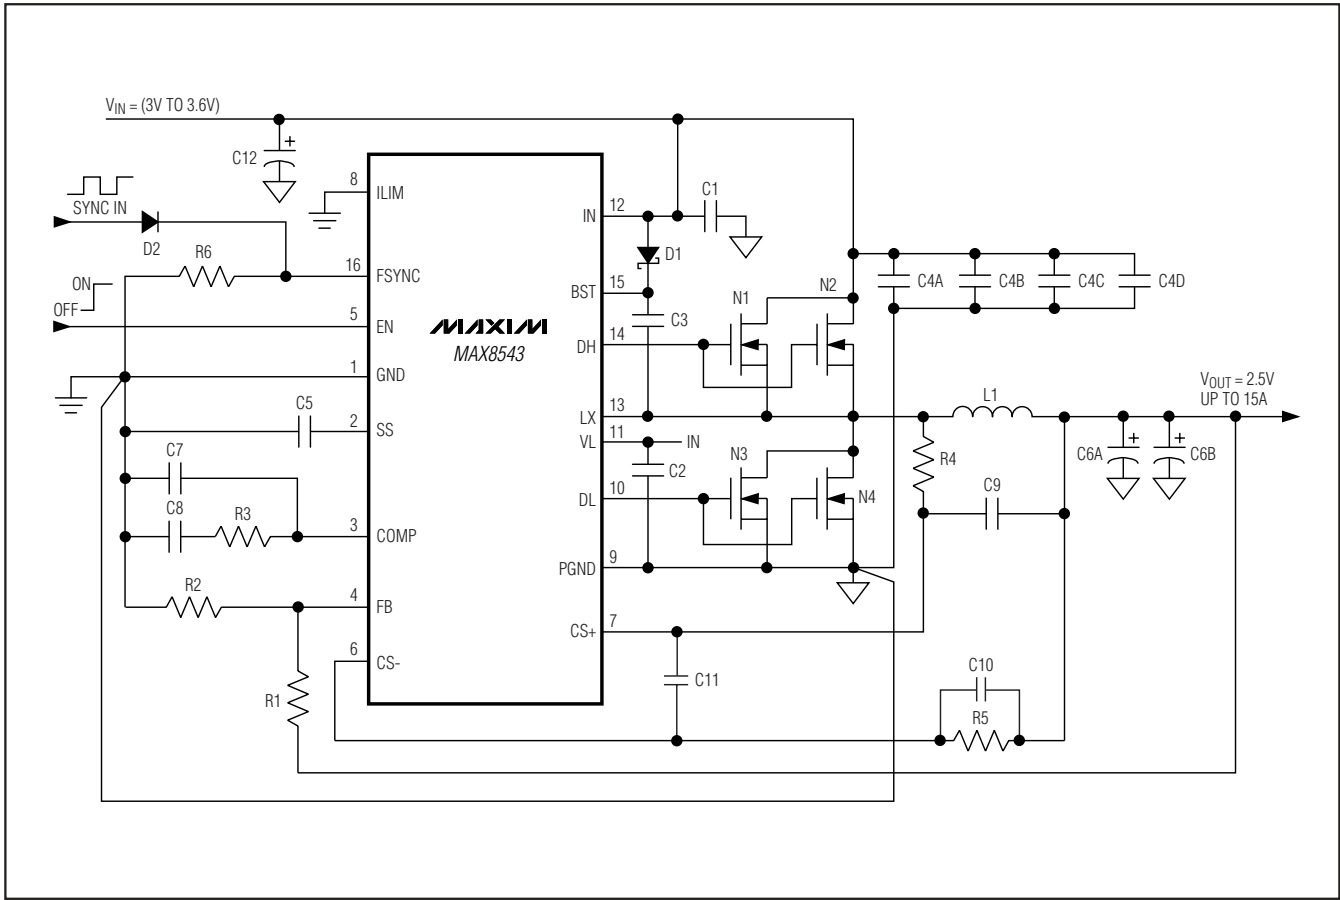 V_IN = (3V TO 3.6V)
C12
+
SYNC IN
D2
R6
ON
OFF
8
ILIM
16
FSYNC
5
EN
1
GND
C5
2
SS
C7
C8
R3
3
COMP
R2
4
FB
6
CS-
R1
MAXIM
MAX8543
IN
12
C1
D1
BST
15
C3
DH
14
N1
N2
C4A
C4B
C4C
C4D
LX
13
VL
11
IN
C2
DL
10
N3
N4
PGND
9
CS+
7
C11
L1
R4
C9
C6A
+
C6B
+
V_OUT = 2.5V
UP TO 15A
C10
R5